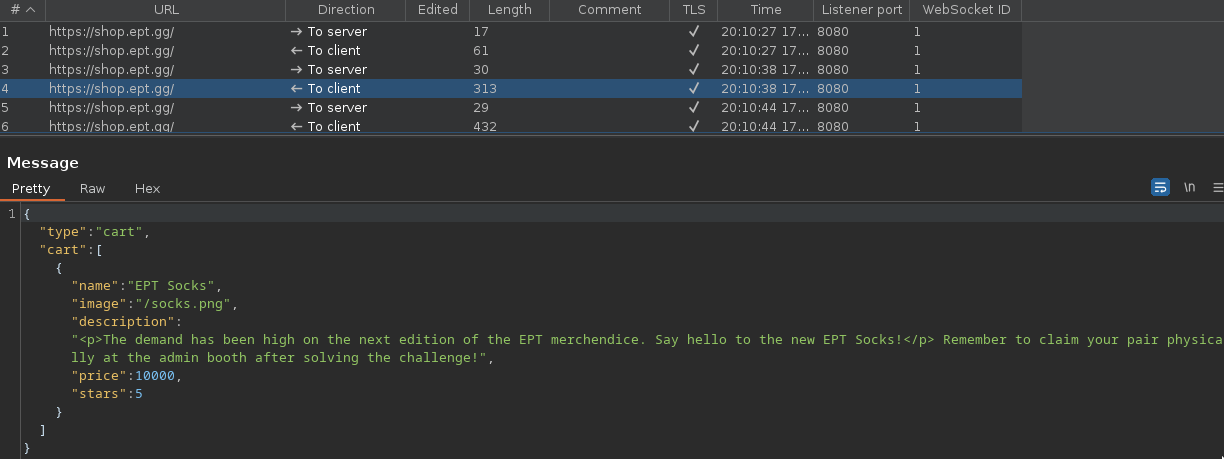 # URL Direction Edited Length Comment TLS Time Listener port WebSocket ID
1 https://shop.ept.gg/ → To server 17 ✓ 20:10:27 17... 8080 1
2 https://shop.ept.gg/ ← To client 61 ✓ 20:10:27 17... 8080 1
3 https://shop.ept.gg/ → To server 30 ✓ 20:10:38 17... 8080 1
4 https://shop.ept.gg/ ← To client 313 ✓ 20:10:38 17... 8080 1
5 https://shop.ept.gg/ → To server 29 ✓ 20:10:44 17... 8080 1
6 https://shop.ept.gg/ ← To client 432 ✓ 20:10:44 17... 8080 1
Message
Pretty Raw Hex \n
1 {
"type":"cart",
"cart":[
{
"name":"EPT Socks",
"image":"/socks.png",
"description":
"<p>The demand has been high on the next edition of the EPT merchendice. Say hello to the new EPT Socks!</p> Remember to claim your pair physica
lly at the admin booth after solving the challenge!",
"price":10000,
"stars":5
}
]
}